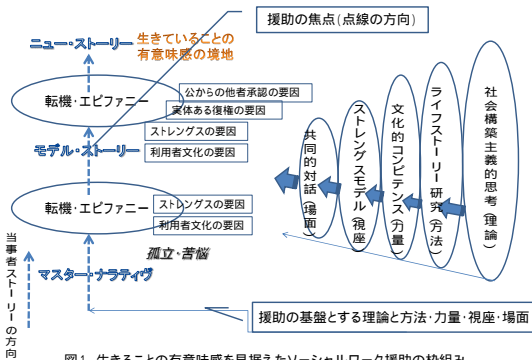 援助の焦点(点線の方向)
ニュー・ストーリー
生きていることの
有意味感の境地
転機・エピファニー
公からの他者承認の要因
実体ある復権の要因
ストレングスの要因
モデル・ストーリー
利用者文化の要因
転機・エピファニー
ストレングスの要因
利用者文化の要因
孤立・苦悩
マスター・ナラティヴ
当事者ストーリーの方向
共同的対話(場面)
ストレングスモデル(視座)
文化的コンピテンス(力量)
ライフストーリー研究(方法)
社会構築主義的思考(理論)
援助の基盤とする理論と方法・力量・視座・場面
図1 生きることの有意味感を見据えたソーシャルワーク援助の枠組み